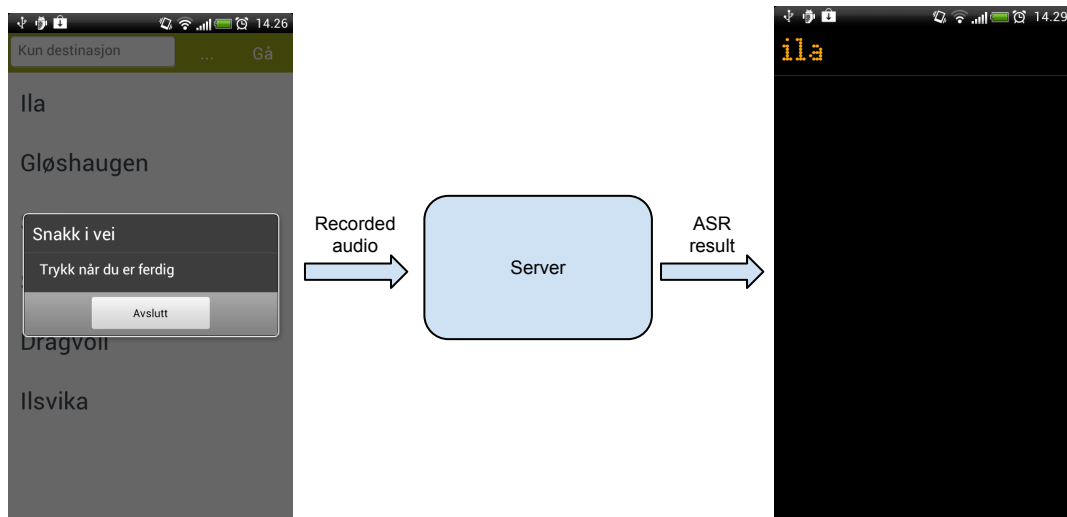 14.26
Kun destinasjon
...
Gå
Ila
Gløshaugen
Snakk i vei
Trykk når du er ferdig
Avslutt
Dragvoll
Ilsvika
Recorded
audio
Server
ASR
result
14.29
ila